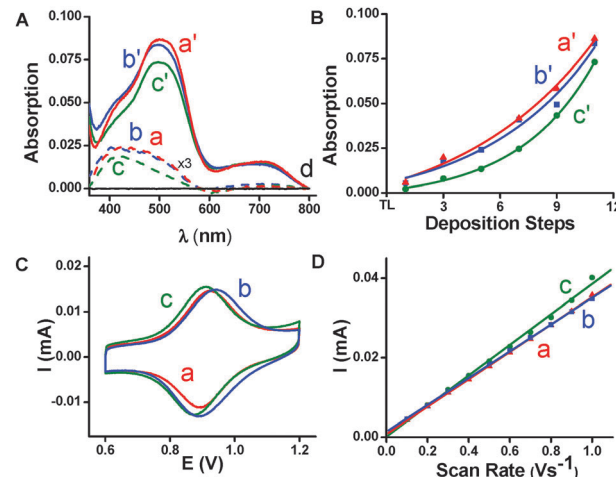 A
0.100
0.075
0.050
0.025
0.000
Absorption
b'
a'
c'
b
a
c
x3
d
400
500
600
700
800
λ (nm)
B
0.100
0.075
0.050
0.025
0.000
Absorption
a'
b'
c'
TL
3
6
9
12
Deposition Steps
C
0.02
0.01
0.00
-0.01
I (mA)
c
b
a
0.6
0.8
1.0
1.2
E (V)
D
0.04
0.02
0.00
I (mA)
c
b
a
0.0
0.2
0.4
0.6
0.8
1.0
Scan Rate (Vs-1)